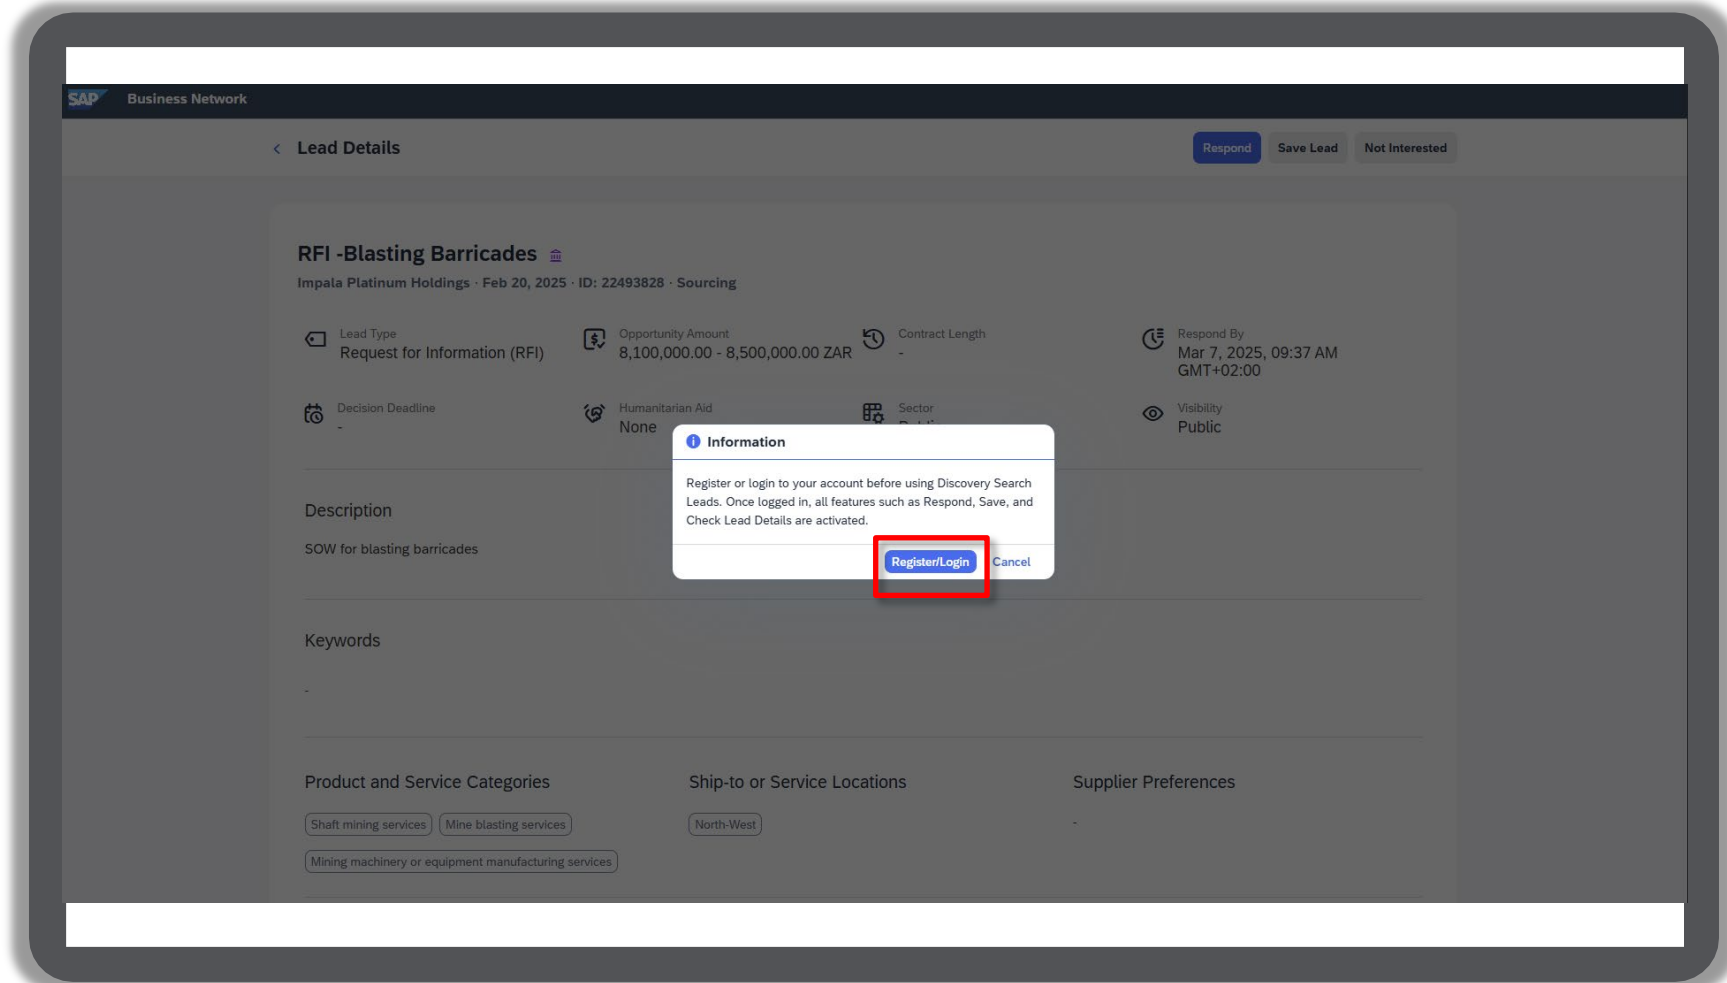 SAP Business Network
Lead Details
Respond Save Lead Not Interested
RFI -Blasting Barricades
Impala Platinum Holdings · Feb 20, 2025 · ID: 22493828 · Sourcing
Lead Type
Request for Information (RFI)
Opportunity Amount
8,100,000.00 - 8,500,000.00 ZAR
Contract Length
-
Respond By
Mar 7, 2025, 09:37 AM
GMT+02:00
Decision Deadline
-
Humanitarian Aid
None
Sector
Visibility
Public
Information
Register or login to your account before using Discovery Search
Leads. Once logged in, all features such as Respond, Save, and
Check Lead Details are activated.
Register/Login Cancel
Description
SOW for blasting barricades
Keywords
-
Product and Service Categories
Shaft mining services Mine blasting services
Mining machinery or equipment manufacturing services
Ship-to or Service Locations
North-West
Supplier Preferences
-